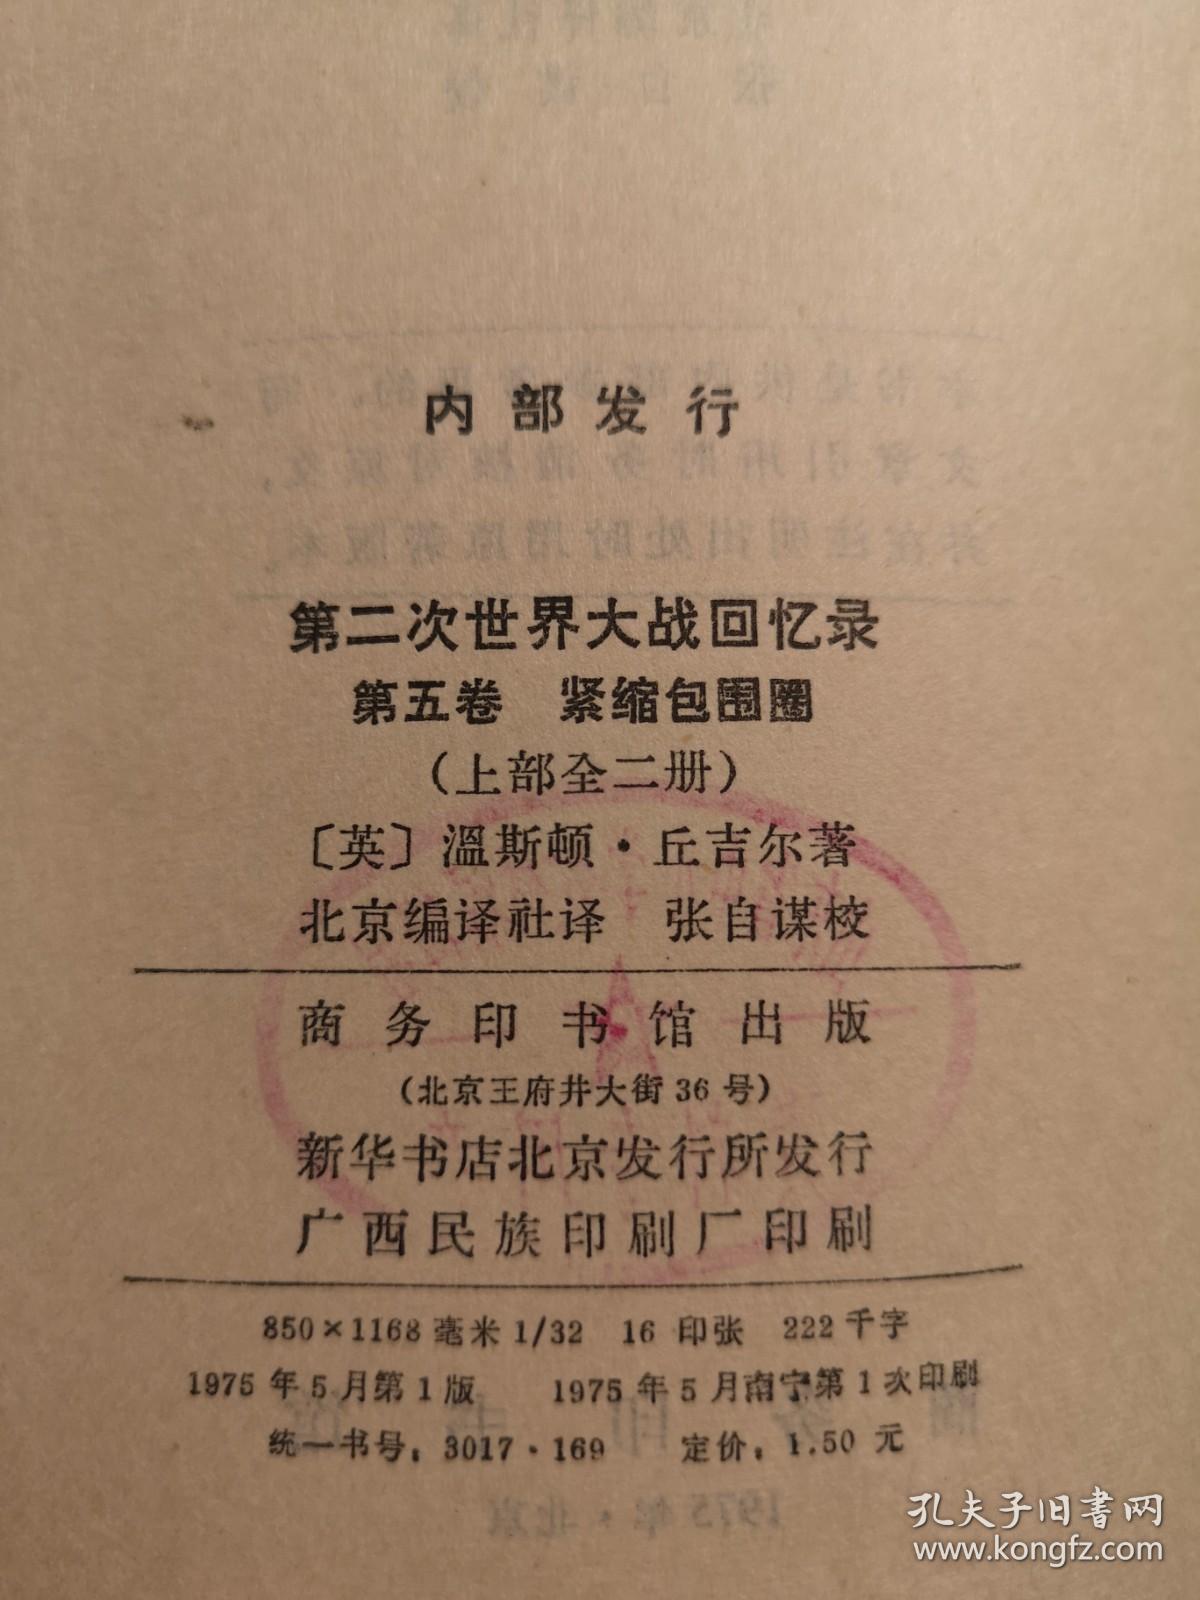 内部发行
第二次世界大战回忆录
第五卷 紧缩包围圈
（上部全二册）
〔英〕溫斯顿·丘吉尔著
北京编译社译 张自谋校
商务印书馆出版
（北京王府井大街36号）
新华书店北京发行所发行
广西民族印刷厂印刷
850×1168毫米1/32 16印张 222千字
1975年5月第1版 1975年5月南宁第1次印刷
统一书号：3017·169 定价：1.50元
孔夫子旧书网
www.kongfz.com